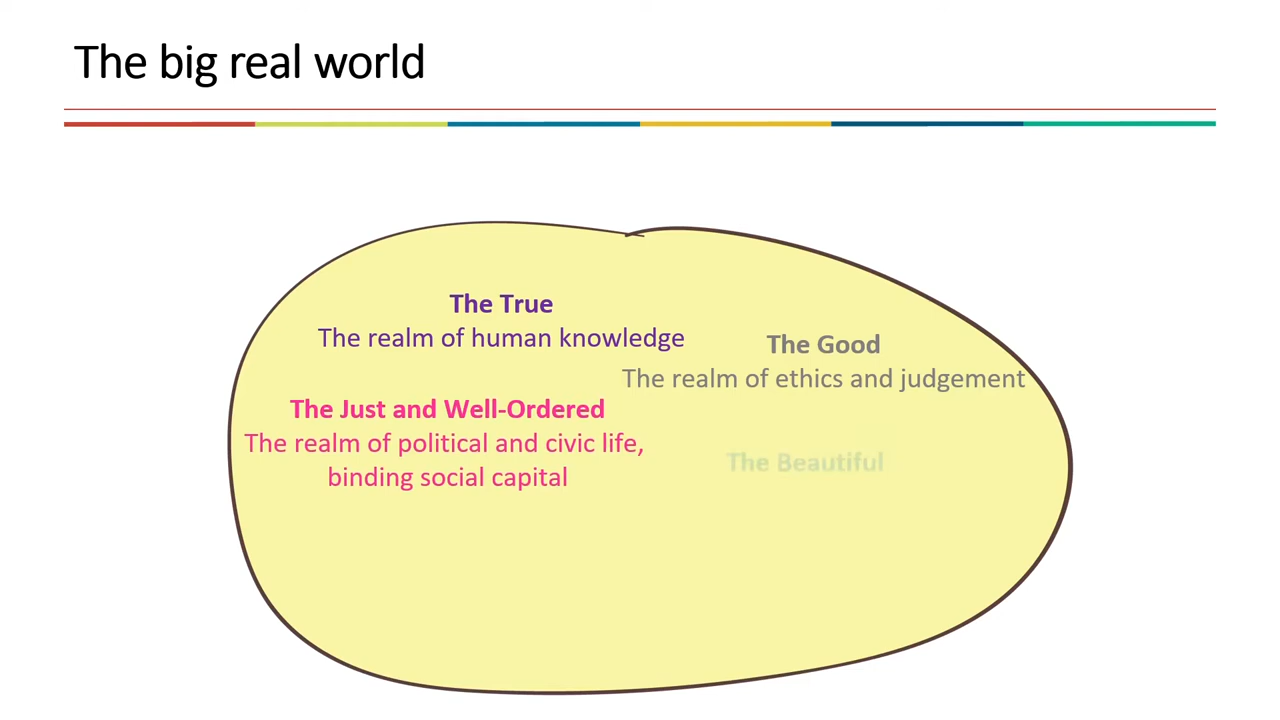 The big real world
The True
The realm of human knowledge
The Good
The realm of ethics and judgement
The Just and Well-Ordered
The realm of political and civic life,
binding social capital
The Beautiful